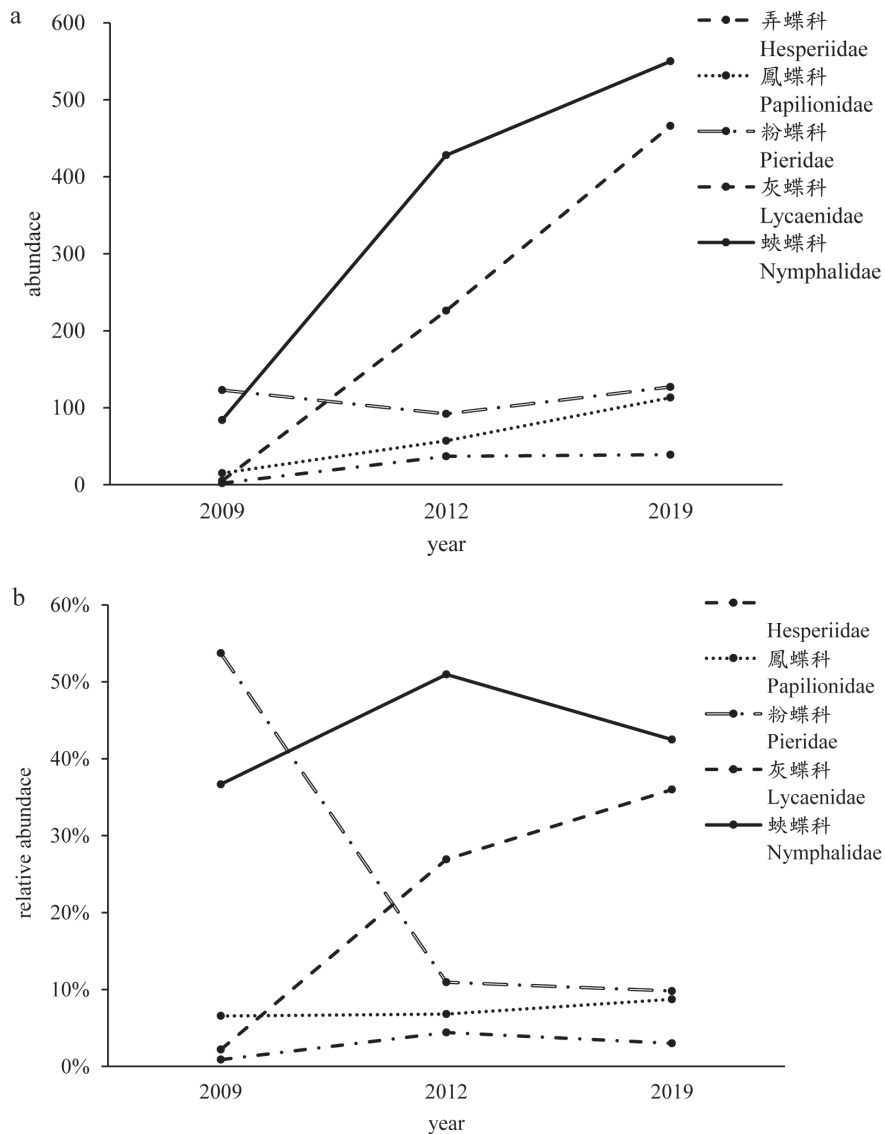 a
600
500
400
300
200
100
0
abundace
2009
2012
2019
year
弄蝶科
Hesperiidae
鳳蝶科
Papilionidae
粉蝶科
Pieridae
灰蝶科
Lycaenidae
蛺蝶科
Nymphalidae
b
60%
50%
40%
30%
20%
10%
0%
relative abundace
2009
2012
2019
year
Hesperiidae
鳳蝶科
Papilionidae
粉蝶科
Pieridae
灰蝶科
Lycaenidae
蛺蝶科
Nymphalidae